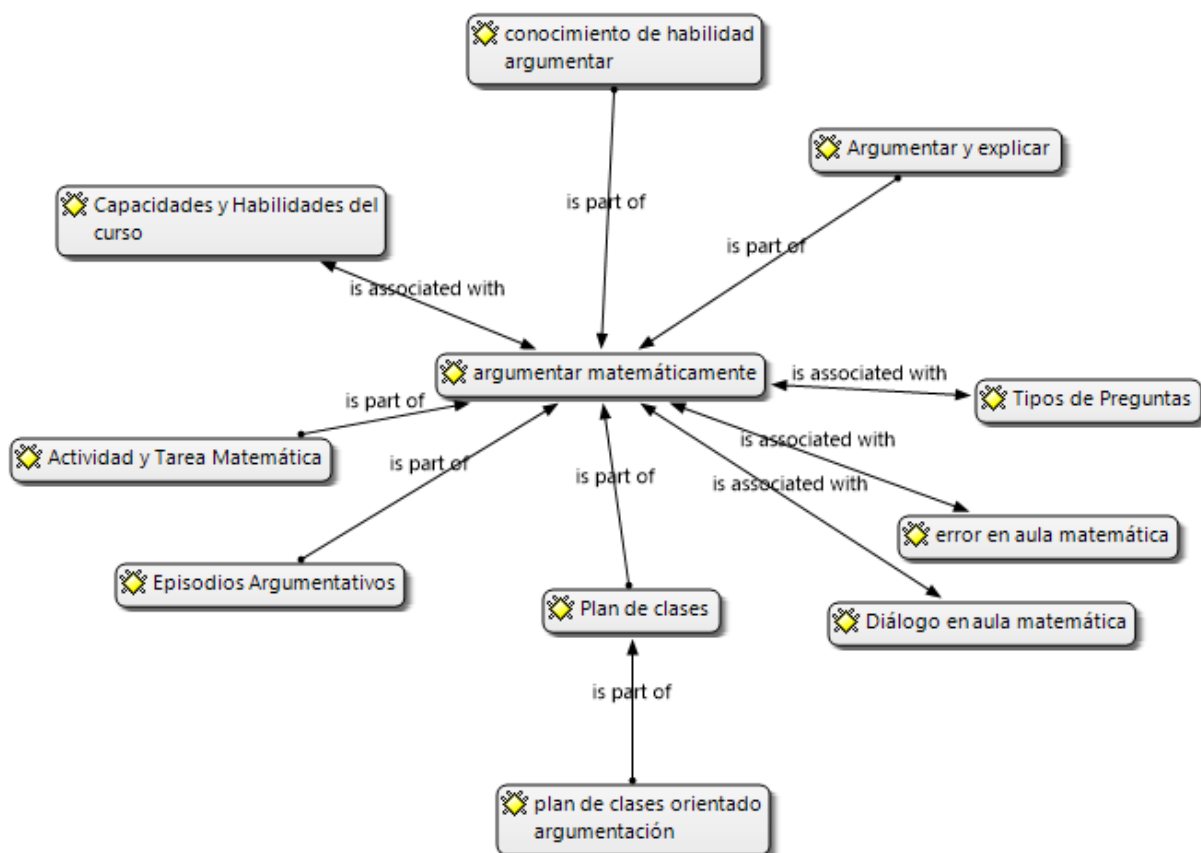 conocimiento de habilidad
argumentar
Argumentar y explicar
is part of
Capacidades y Habilidades del
curso
is part of
is associated with
argumentar matemáticamente
is associated with
Tipos de Preguntas
is part of
Actividad y Tarea Matemática
is associated with
is part of
is part of
is associated with
error en aula matemática
Episodios Argumentativos
Plan de clases
Diálogo en aula matemática
is part of
plan de clases orientado
argumentación